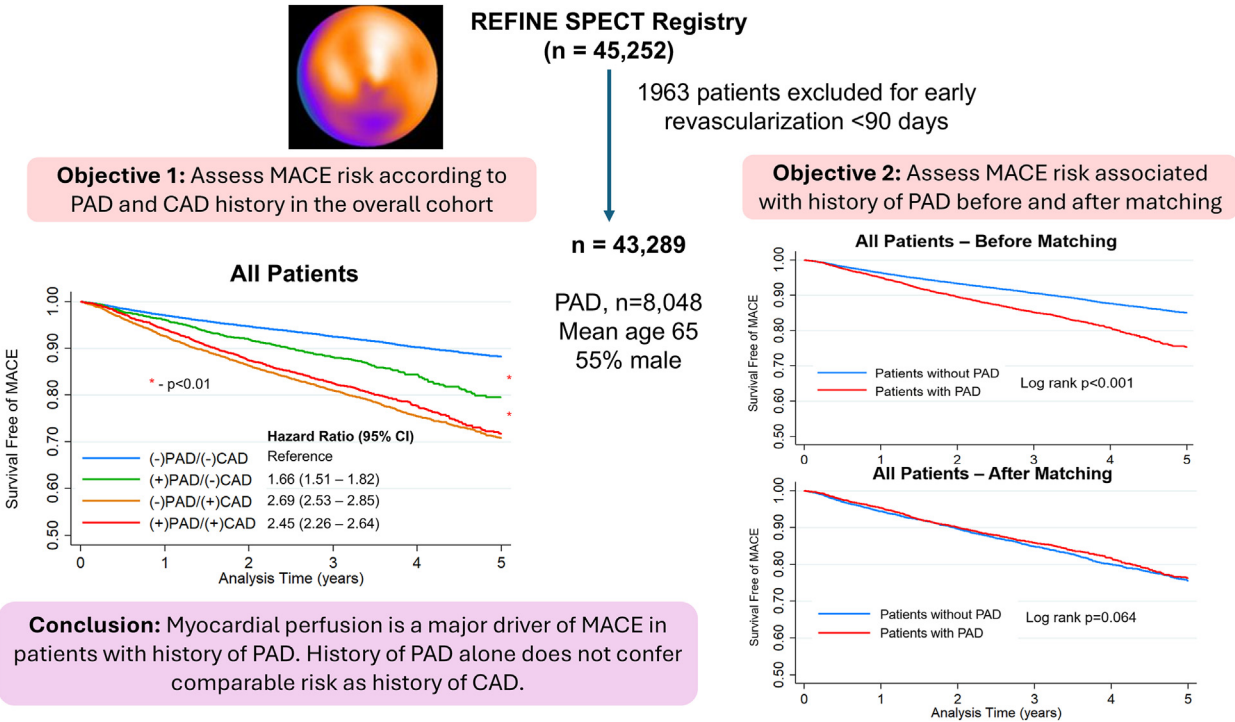 REFINE SPECT Registry
(n = 45,252)
1963 patients excluded for early
revascularization <90 days
Objective 1: Assess MACE risk according to
PAD and CAD history in the overall cohort
Objective 2: Assess MACE risk associated
with history of PAD before and after matching
n = 43,289
PAD, n=8,048
Mean age 65
55% male
All Patients
Survival Free of MACE
1.00
0.90
0.80
0.70
0.60
0.50
* - p<0.01
*
*
Hazard Ratio (95% CI)
(-)PAD/(-)CAD Reference
(+)PAD/(-)CAD 1.66 (1.51 – 1.82)
(-)PAD/(+)CAD 2.69 (2.53 – 2.85)
(+)PAD/(+)CAD 2.45 (2.26 – 2.64)
0 1 2 3 4 5
Analysis Time (years)
All Patients – Before Matching
Survival Free of MACE
1.00
0.90
0.80
0.70
0.60
0.50
Patients without PAD
Patients with PAD
Log rank p<0.001
0 1 2 3 4 5
All Patients – After Matching
Survival Free of MACE
1.00
0.90
0.80
0.70
0.60
0.50
Patients without PAD
Patients with PAD
Log rank p=0.064
0 1 2 3 4 5
Analysis Time (years)
Conclusion: Myocardial perfusion is a major driver of MACE in
patients with history of PAD. History of PAD alone does not confer
comparable risk as history of CAD.